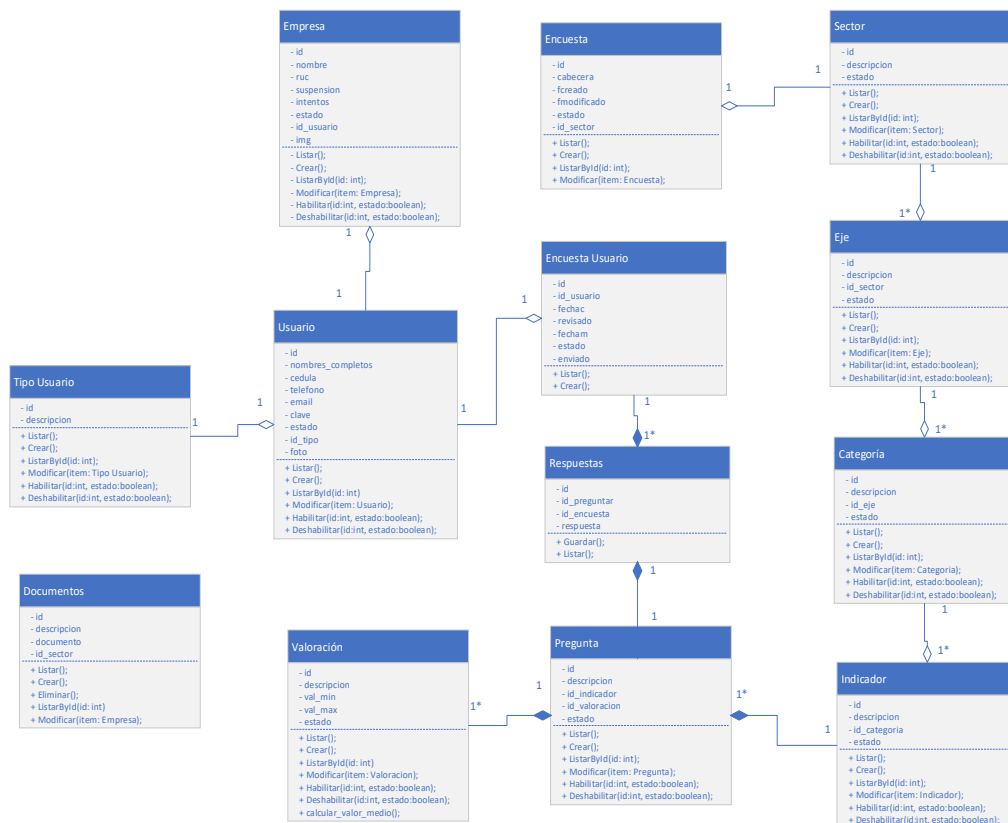 Empresa
- id
- nombre
- ruc
- suspension
- intentos
- estado
- id_usuario
- img
- Listar();
- Crear();
- ListarById(id: int);
- Modificar(item: Empresa);
- Habilitar(id:int, estado:boolean);
- Deshabilitar(id:int, estado:boolean);
1
1
Encuesta
- id
- cabecera
- fcreado
- fmodificado
- estado
- id_sector
+ Listar();
+ Crear();
+ ListarById(id: int);
+ Modificar(item: Encuesta);
1
1
Sector
- id
- descripcion
- estado
+ Listar();
+ Crear();
+ ListarById(id: int);
+ Modificar(item: Sector);
+ Habilitar(id:int, estado:boolean);
+ Deshabilitar(id:int, estado:boolean);
1
1*
Eje
- id
- descripcion
- id_sector
- estado
+ Listar();
+ Crear();
+ ListarById(id: int);
+ Modificar(item: Eje);
+ Habilitar(id:int, estado:boolean);
+ Deshabilitar(id:int, estado:boolean);
1
1*
Encuesta Usuario
- id
- id_usuario
- fechac
- revisado
- fecham
- estado
- enviado
+ Listar();
+ Crear();
1
1
1
1*
Usuario
- id
- nombres_completos
- cedula
- telefono
- email
- clave
- estado
- id_tipo
- foto
+ Listar();
+ Crear();
+ ListarById(id: int)
+ Modificar(item: Usuario);
+ Habilitar(id:int, estado:boolean);
+ Deshabilitar(id:int, estado:boolean);
Tipo Usuario
- id
- descripcion
+ Listar();
+ Crear();
+ ListarById(id: int);
+ Modificar(item: Tipo Usuario);
+ Habilitar(id:int, estado:boolean);
+ Deshabilitar(id:int, estado:boolean);
1
1
Respuestas
- id
- id_preguntar
- id_encuesta
- respuesta
+ Guardar();
+ Listar();
1
1
Categoría
- id
- descripcion
- id_eje
- estado
+ Listar();
+ Crear();
+ ListarById(id: int);
+ Modificar(item: Categoria);
+ Habilitar(id:int, estado:boolean);
+ Deshabilitar(id:int, estado:boolean);
1
1*
Documentos
- id
- descripcion
- documento
- id_sector
+ Listar();
+ Crear();
+ Eliminar();
+ ListarById(id: int)
+ Modificar(item: Empresa);
Valoración
- id
- descripcion
- val_min
- val_max
- estado
+ Listar();
+ Crear();
+ ListarById(id: int)
+ Modificar(item: Valoracion);
+ Habilitar(id:int, estado:boolean);
+ Deshabilitar(id:int, estado:boolean);
+ calcular_valor_medio();
1*
1
Pregunta
- id
- descripcion
- id_indicador
- id_valoracion
- estado
+ Listar();
+ Crear();
+ ListarById(id: int);
+ Modificar(item: Pregunta);
+ Habilitar(id:int, estado:boolean);
+ Deshabilitar(id:int, estado:boolean);
1*
1
Indicador
- id
- descripcion
- id_categoria
- estado
+ Listar();
+ Crear();
+ ListarById(id: int);
+ Modificar(item: Indicador);
+ Habilitar(id:int, estado:boolean);
+ Deshabilitar(id:int, estado:boolean);